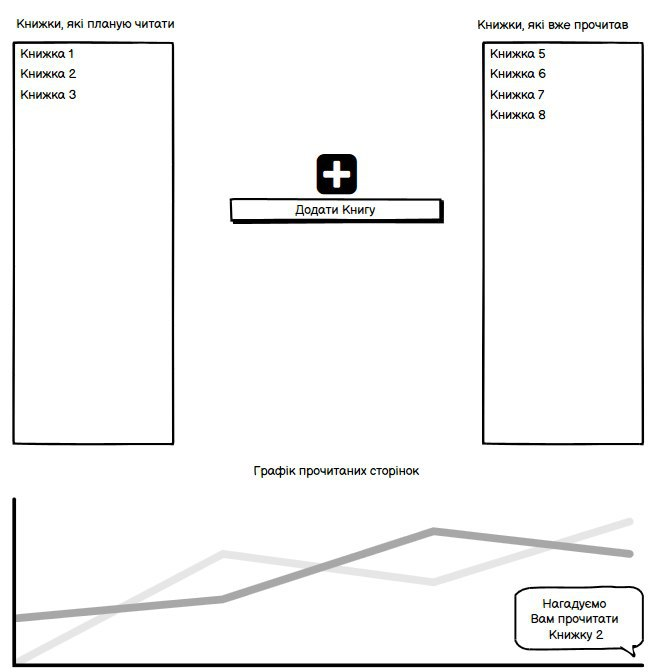 Книжки, які планую читати
Книжка 1
Книжка 2
Книжка 3
Книжки, які вже прочитав
Книжка 5
Книжка 6
Книжка 7
Книжка 8
Додати Книгу
Графік прочитаних сторінок
Нагадуємо
Вам прочитати
Книжку 2